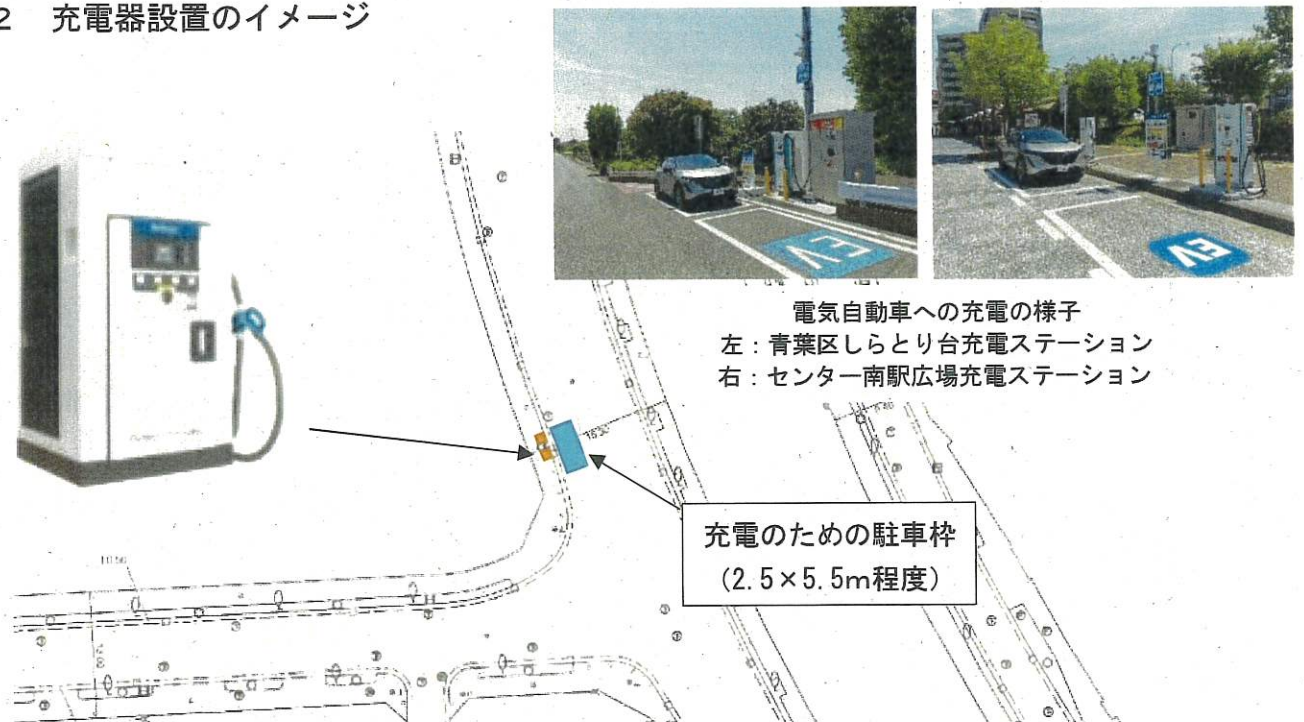 2 充電器設置のイメージ
EV
EV
電気自動車への充電の様子
左：青葉区しらとり台充電ステーション
右：センター南駅広場充電ステーション
充電のための駐車枠
(2.5×5.5m程度)
10.50